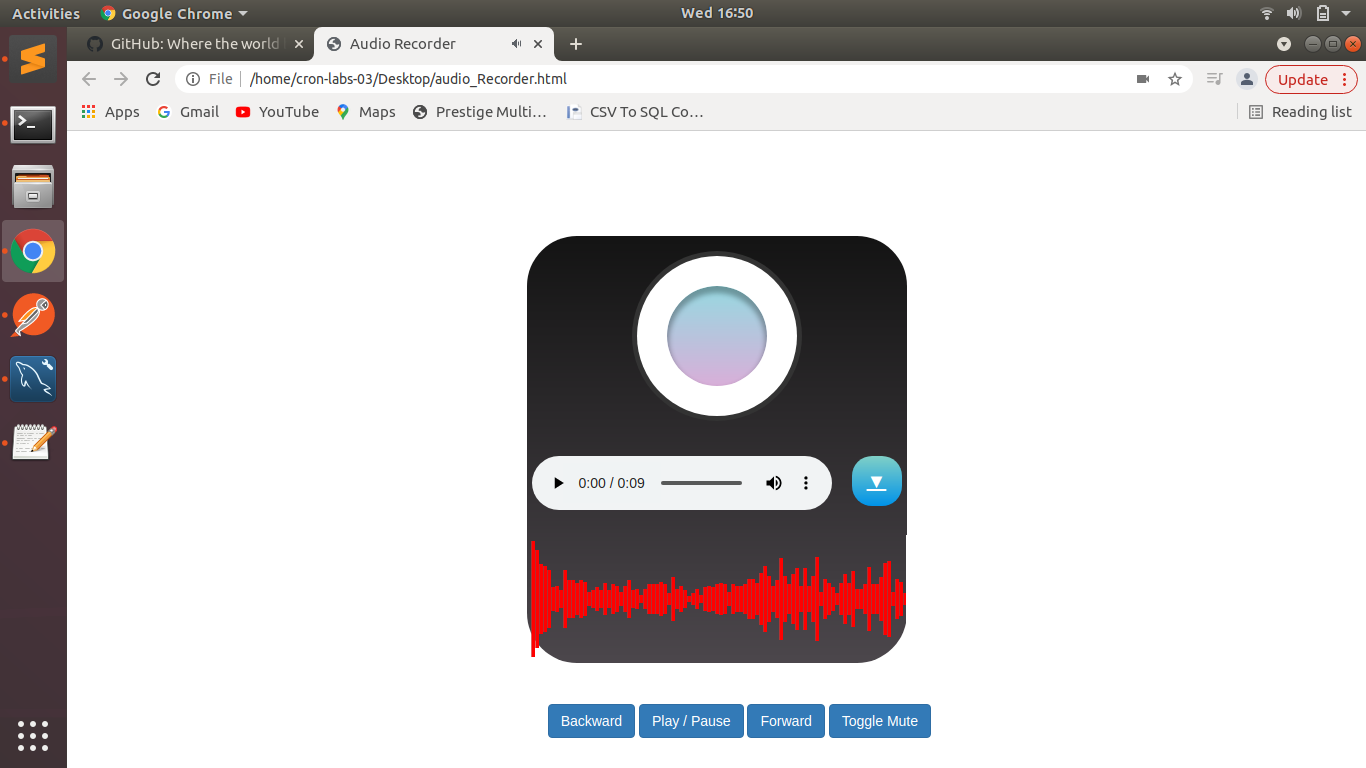 Activities Google Chrome Wed 16:50
GitHub: Where the world Audio Recorder
File /home/cron-labs-03/Desktop/audio_Recorder.html Update
Apps Gmail YouTube Maps Prestige Multi... CSV To SQL Co... Reading list
0:00 / 0:09
Backward Play / Pause Forward Toggle Mute